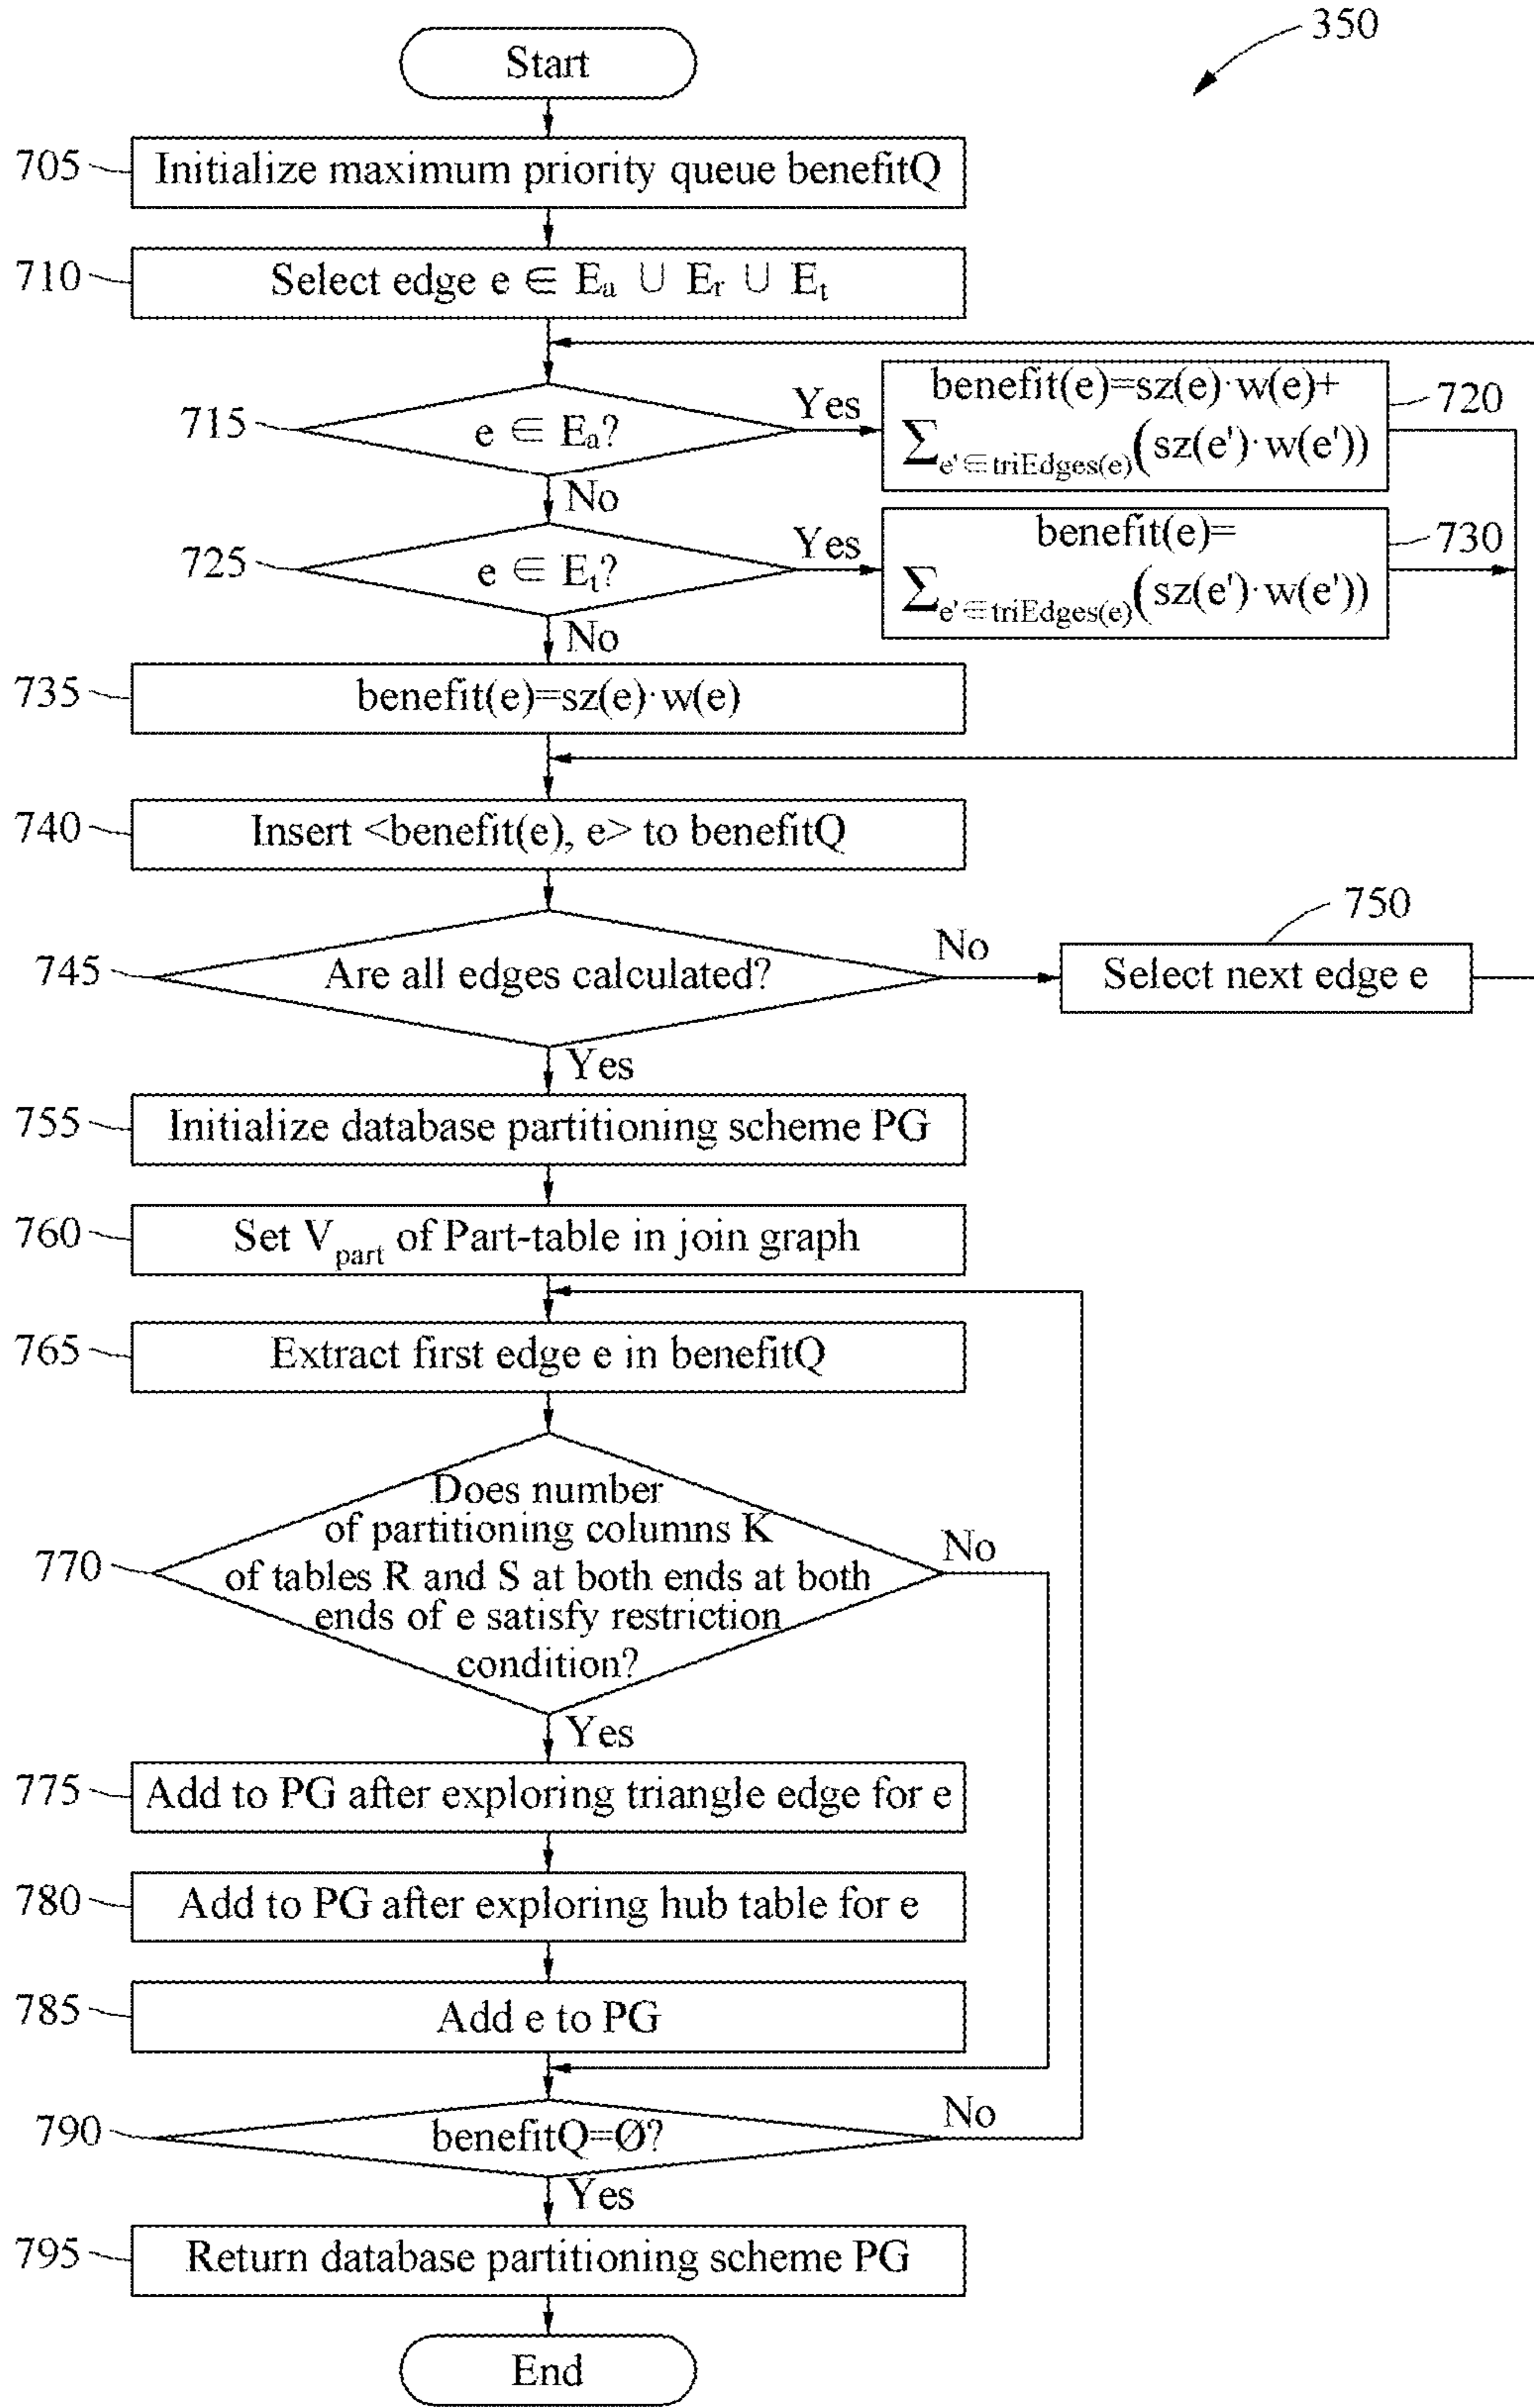 350
Start
705
Initialize maximum priority queue benefitQ
710
Select edge e ∈ Eₐ ∪ Eᵣ ∪ Eₜ
715
e ∈ Eₐ?
Yes
benefit(e)=sz(e)·w(e)+
∑e'∈triEdges(e)(sz(e')·w(e'))
720
No
725
e ∈ Eₜ?
Yes
benefit(e)=
∑e'∈triEdges(e)(sz(e')·w(e'))
730
No
735
benefit(e)=sz(e)·w(e)
740
Insert <benefit(e), e> to benefitQ
745
Are all edges calculated?
No
750
Select next edge e
Yes
755
Initialize database partitioning scheme PG
760
Set Vpart of Part-table in join graph
765
Extract first edge e in benefitQ
770
Does number
of partitioning columns K
of tables R and S at both ends at both
ends of e satisfy restriction
condition?
No
Yes
775
Add to PG after exploring triangle edge for e
780
Add to PG after exploring hub table for e
785
Add e to PG
790
benefitQ=Ø?
No
Yes
795
Return database partitioning scheme PG
End